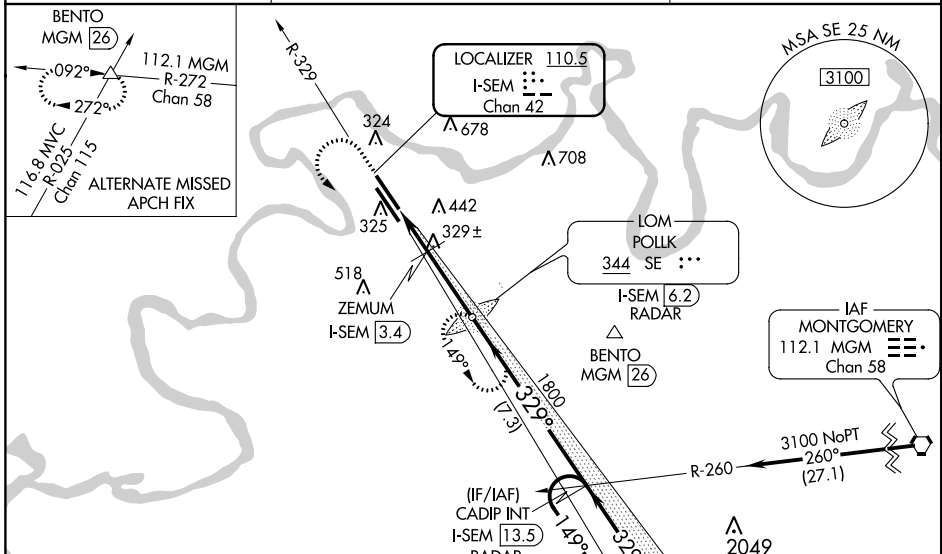 BENTO
MGM 26
092°
112.1 MGM
R-272
Chan 58
272°
116.8 MVC
R-025
Chan 115
ALTERNATE MISSED
APCH FIX
R-329
LOCALIZER 110.5
I-SEM
Chan 42
MSA SE 25 NM
3100
324
678
708
442
325
329±
518
ZEMUM
I-SEM 3.4
LOM
POLLK
344 SE
I-SEM 6.2
RADAR
BENTO
MGM 26
IAF
MONTGOMERY
112.1 MGM
Chan 58
149°
(7.3)
1800
329°
3100 NoPT
260°
(27.1)
R-260
(IF/IAF)
CADIP INT
I-SEM 13.5
RADAR
149°
329°
2049